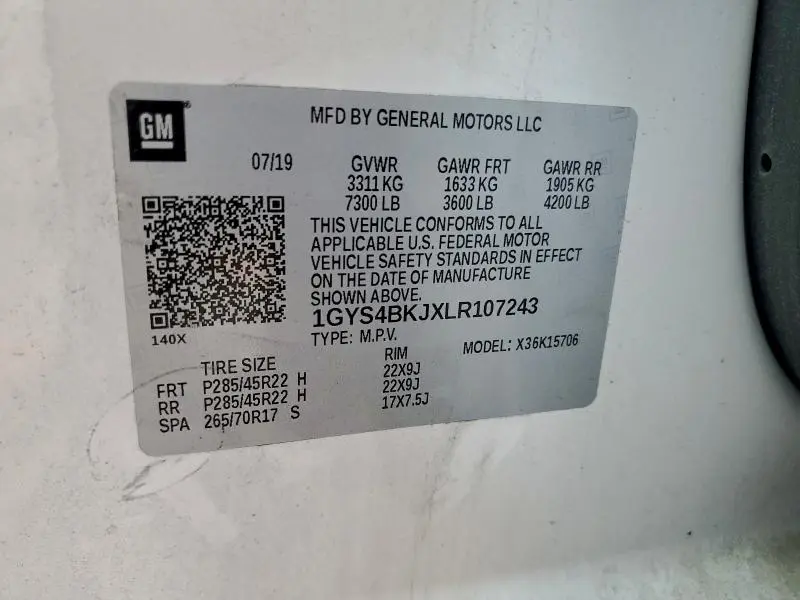 GM
MFD BY GENERAL MOTORS LLC
07/19 GVWR GAWR FRT GAWR RR
3311 KG 1633 KG 1905 KG
7300 LB 3600 LB 4200 LB
THIS VEHICLE CONFORMS TO ALL
APPLICABLE U.S. FEDERAL MOTOR
VEHICLE SAFETY STANDARDS IN EFFECT
ON THE DATE OF MANUFACTURE
SHOWN ABOVE.
1GYS4BKJXLR107243
140X
TYPE: M.P.V. MODEL: X36K15706
TIRE SIZE RIM
FRT P285/45R22 H 22X9J
RR P285/45R22 H 22X9J
SPA 265/70R17 S 17X7.5J